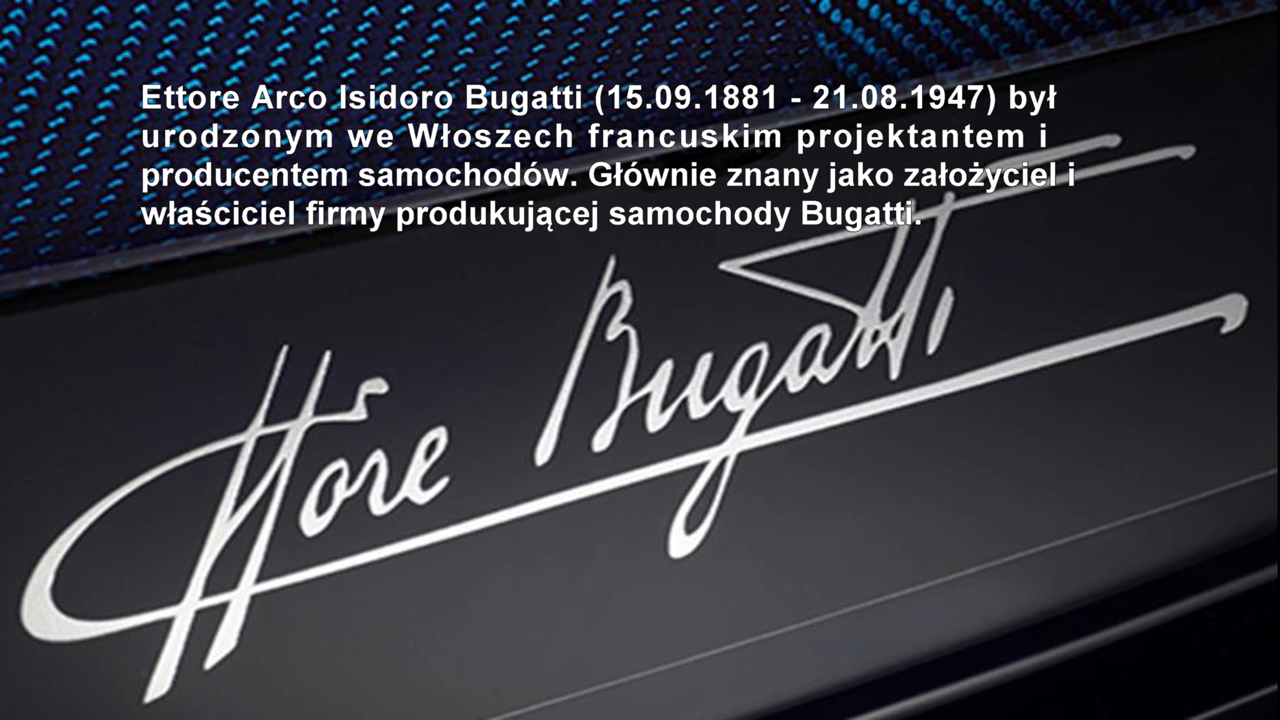 Ettore Arco Isidoro Bugatti (15.09.1881 - 21.08.1947) był
urodzonym we Włoszech francuskim projektantem i
producentem samochodów. Głównie znany jako założyciel i
właściciel firmy produkującej samochody Bugatti.
Ettore Bugatti